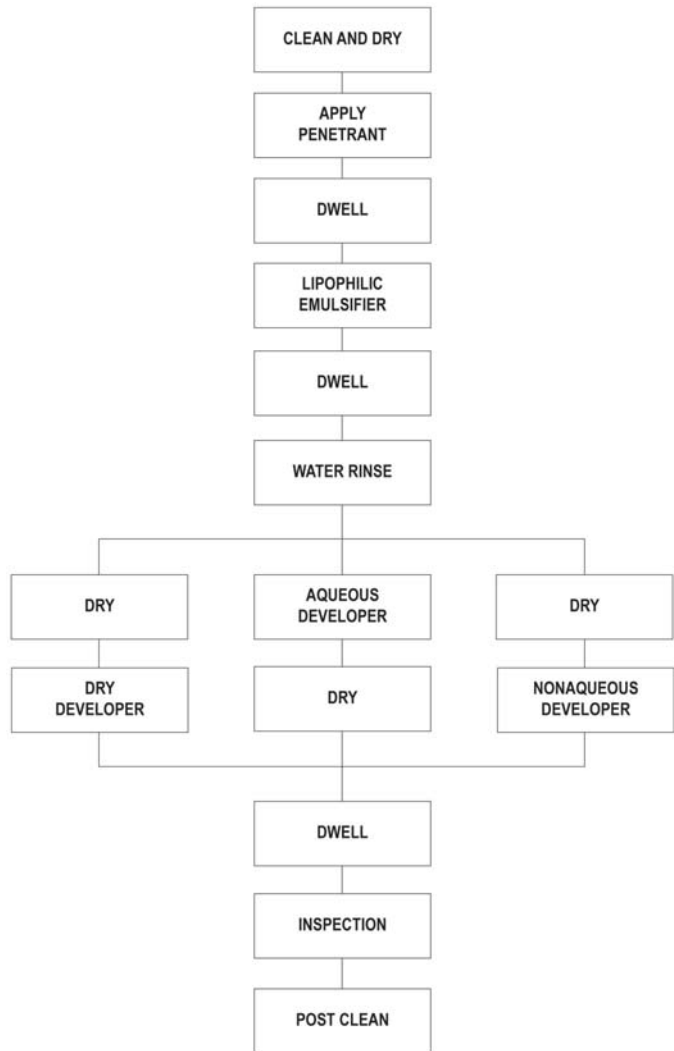 CLEAN AND DRY
APPLY
PENETRANT
DWELL
LIPOPHILIC
EMULSIFIER
DWELL
WATER RINSE
DRY
AQUEOUS
DEVELOPER
DRY
DRY
DEVELOPER
DRY
NONAQUEOUS
DEVELOPER
DWELL
INSPECTION
POST CLEAN